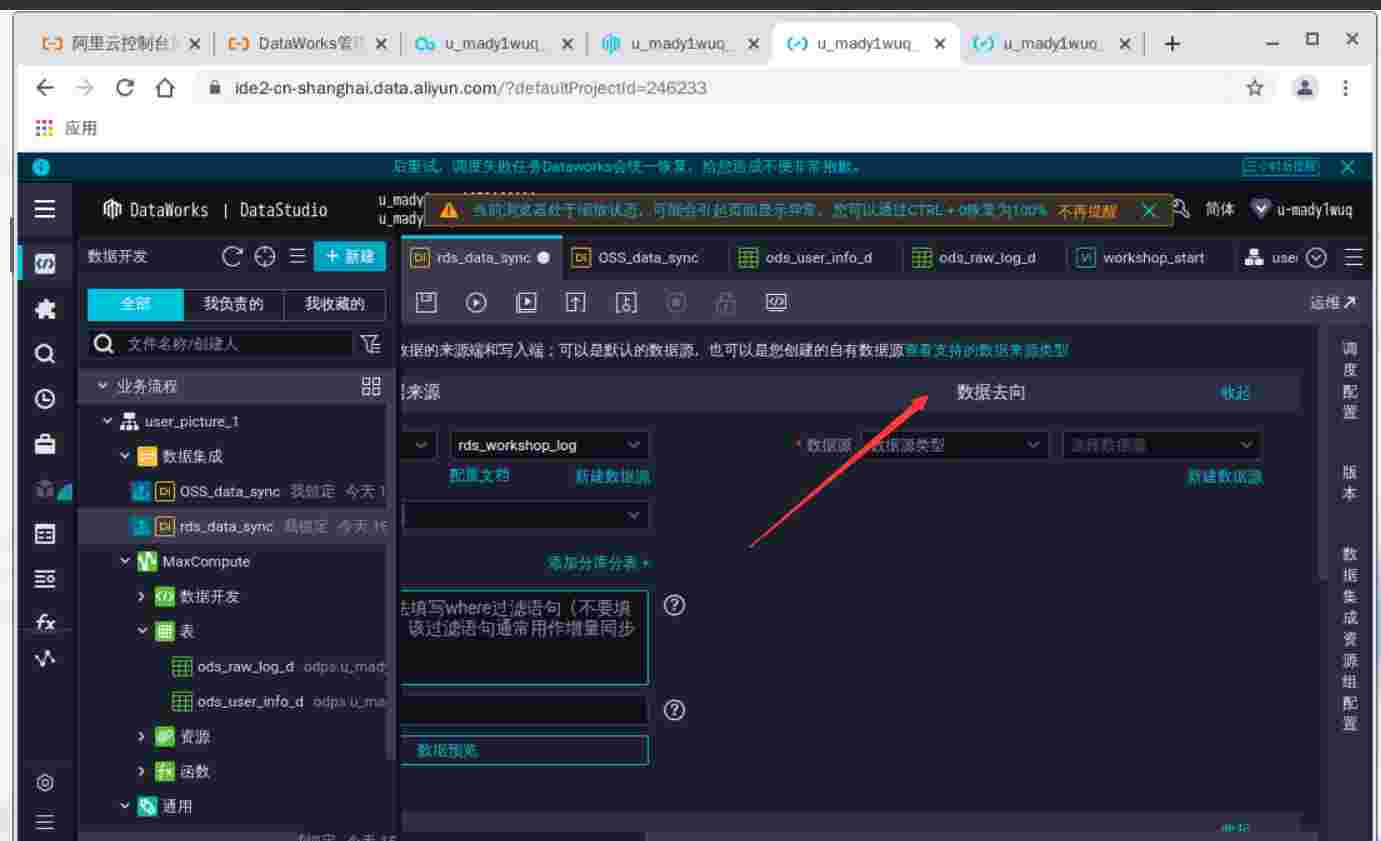 阿里云控制台
DataWorks管
u_mady1wuq_
u_mady1wuq_
u_mady1wuq_
u_mady1wuq_
ide2-cn-shanghai.data.aliyun.com/?defaultProjectId=246233
应用
后重试，调度失败任务Dataworks会统一恢复，给您造成不便非常抱歉。
三小时后提醒
DataWorks | DataStudio
u_mady
u_mady
当前浏览器处于缩放状态，可能会引起页面显示异常，您可以通过CTRL + 0恢复为100% 不再提醒
简体
u-mady1wuq
数据开发
+ 新建
rds_data_sync
OSS_data_sync
ods_user_info_d
ods_raw_log_d
workshop_start
user
全部
我负责的
我收藏的
运维
文件名称/创建人
数据的来源端和写入端；可以是默认的数据源，也可以是您创建的自有数据源查看支持的数据来源类型
业务流程
来源
数据去向
收起
user_picture_1
rds_workshop_log
* 数据源
数据源类型
选择数据源
数据集成
配置文档
新建数据源
新建数据源
OSS_data_sync 我锁定 今天 1
rds_data_sync 我锁定 今天 15
MaxCompute
添加分库分表 +
数据开发
法填写where过滤语句（不要填
该过滤语句通常用作增量同步
表
ods_raw_log_d odps.u_mady
ods_user_info_d odps.u_ma
资源
数据预览
函数
通用
收起
调度配置
版本
数据集成资源组配置